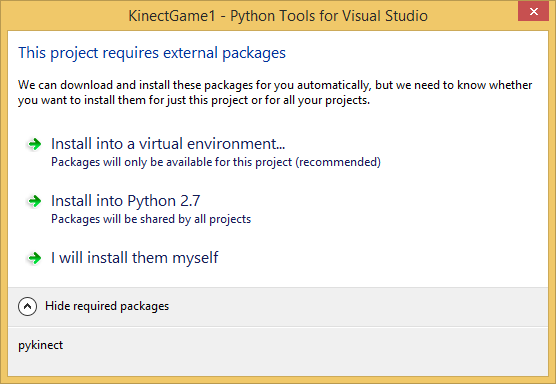 KinectGame1 - Python Tools for Visual Studio
This project requires external packages
We can download and install these packages for you automatically, but we need to know whether
you want to install them for just this project or for all your projects.
Install into a virtual environment...
Packages will only be available for this project (recommended)
Install into Python 2.7
Packages will be shared by all projects
I will install them myself
Hide required packages
pykinect